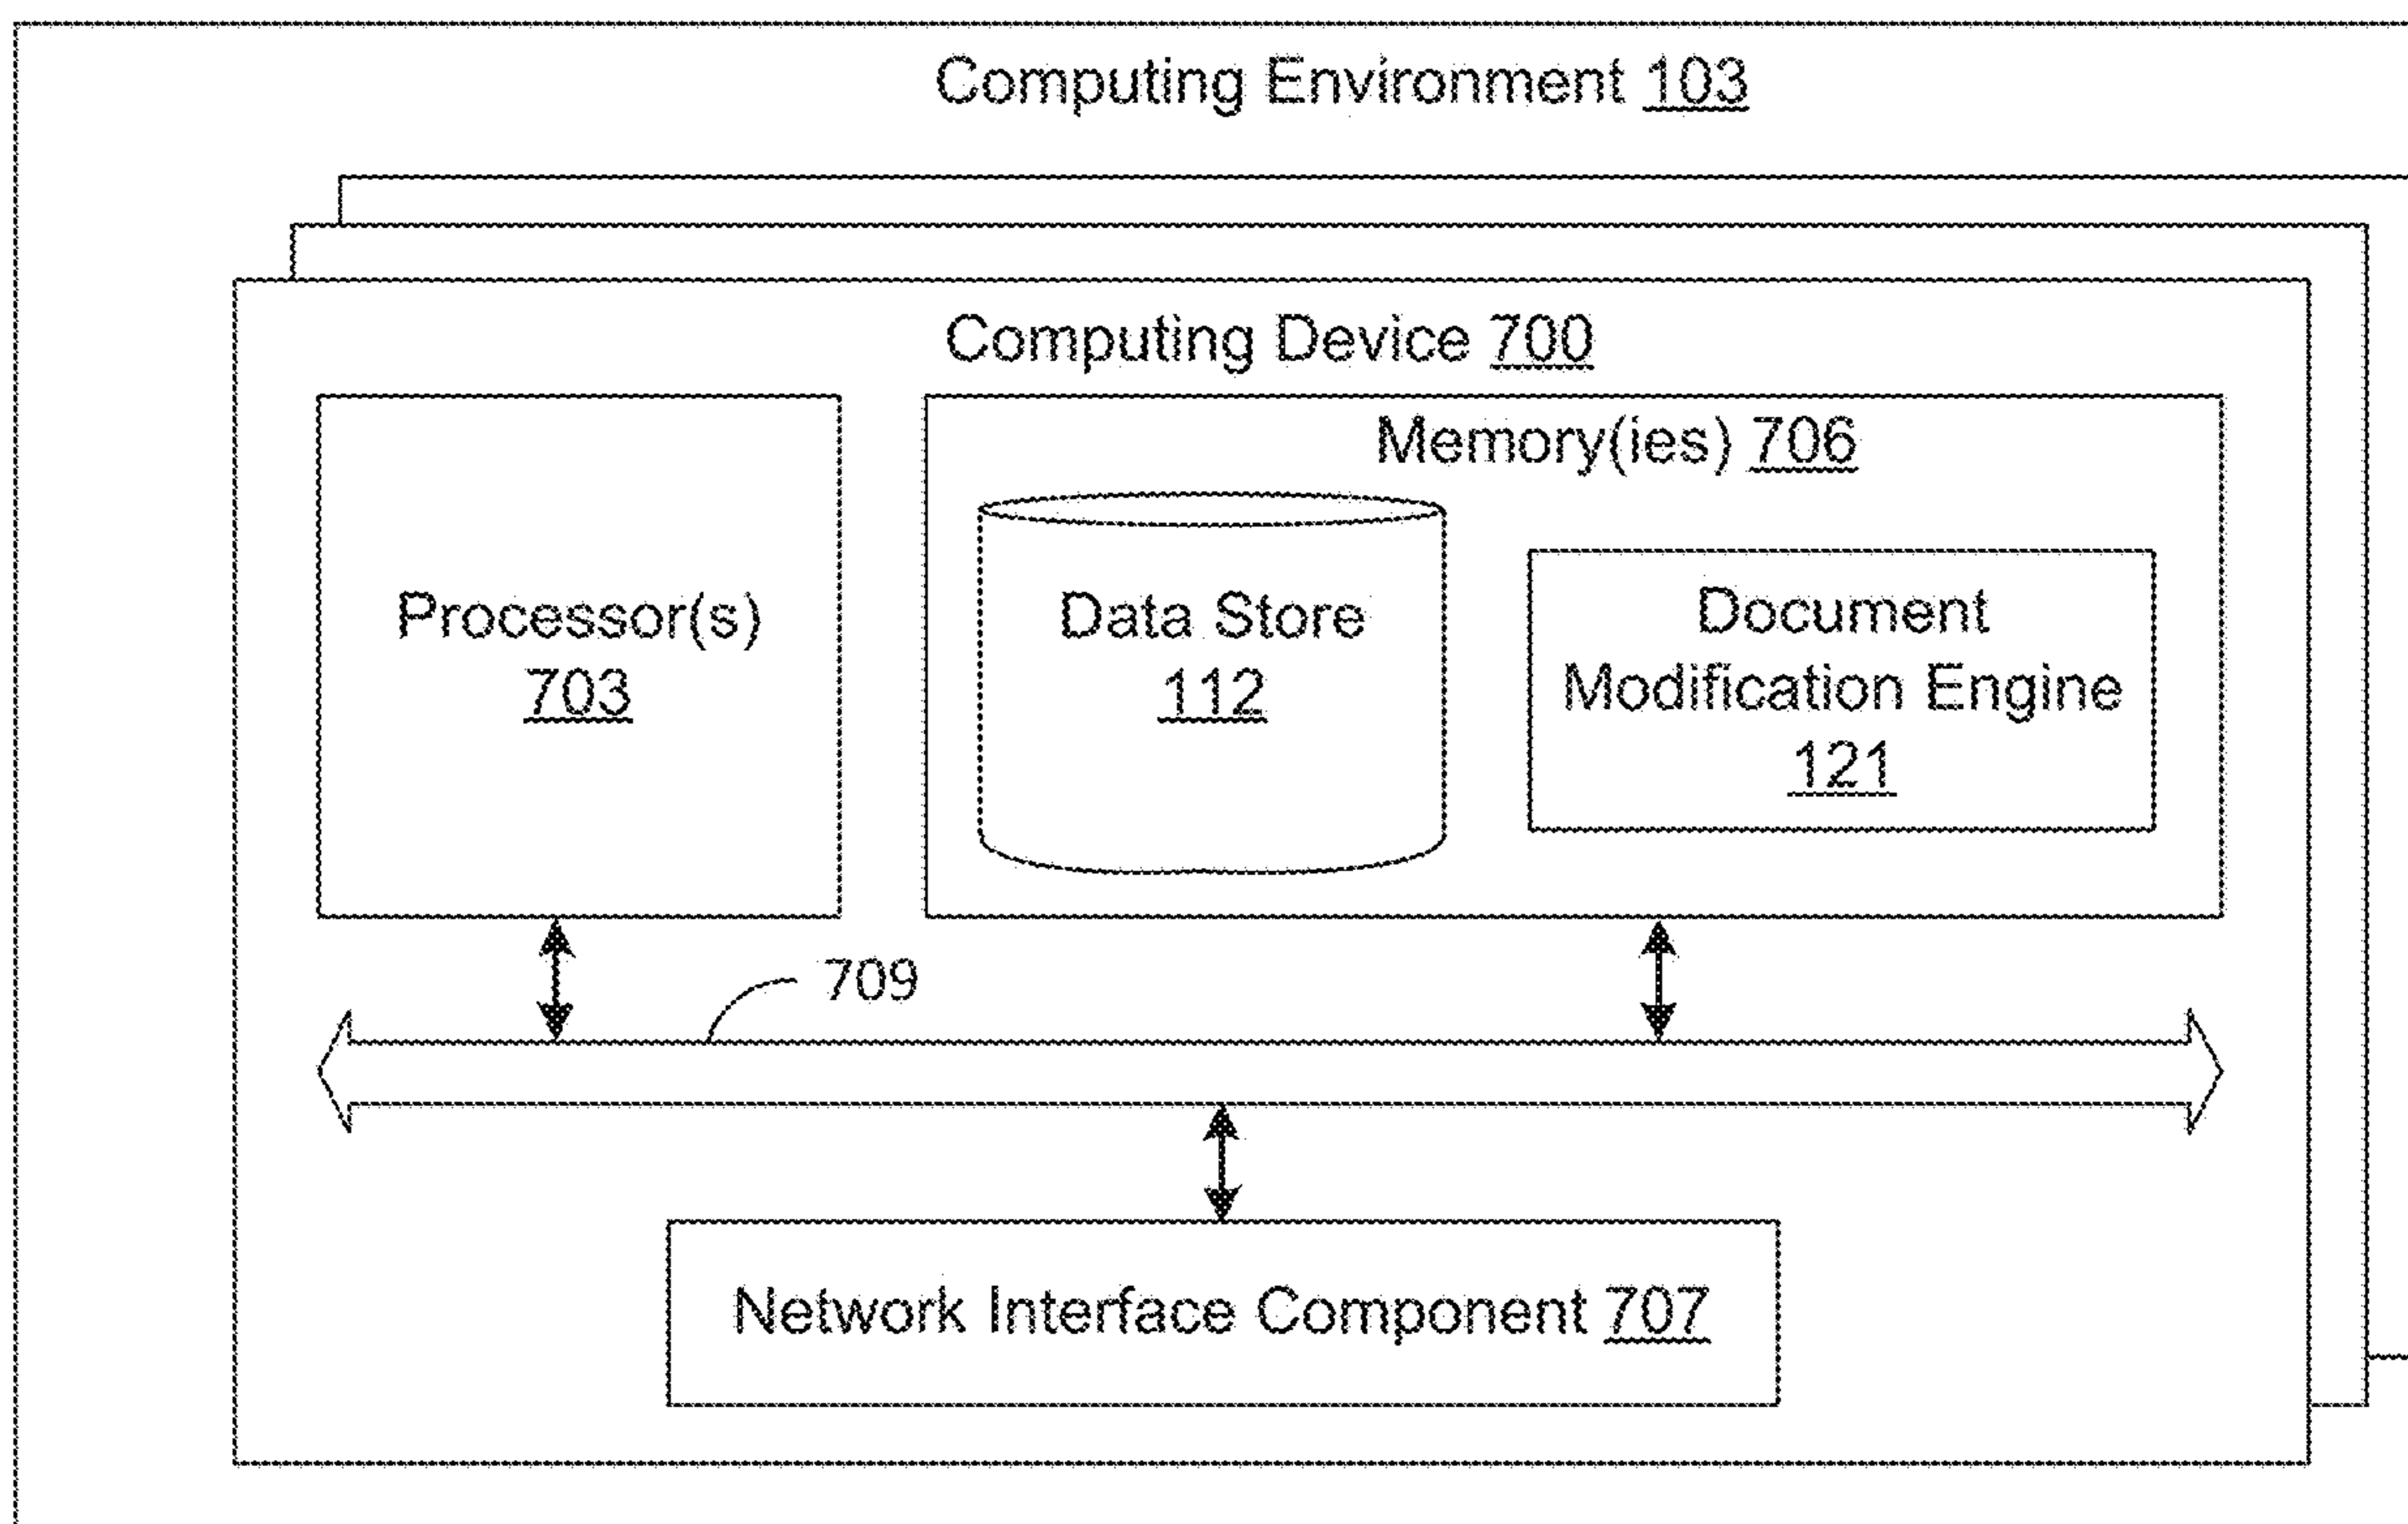 Computing Environment 103
Computing Device 700
Processor(s)
703
Memory(ies) 706
Data Store
112
Document
Modification Engine
121
709
Network Interface Component 707